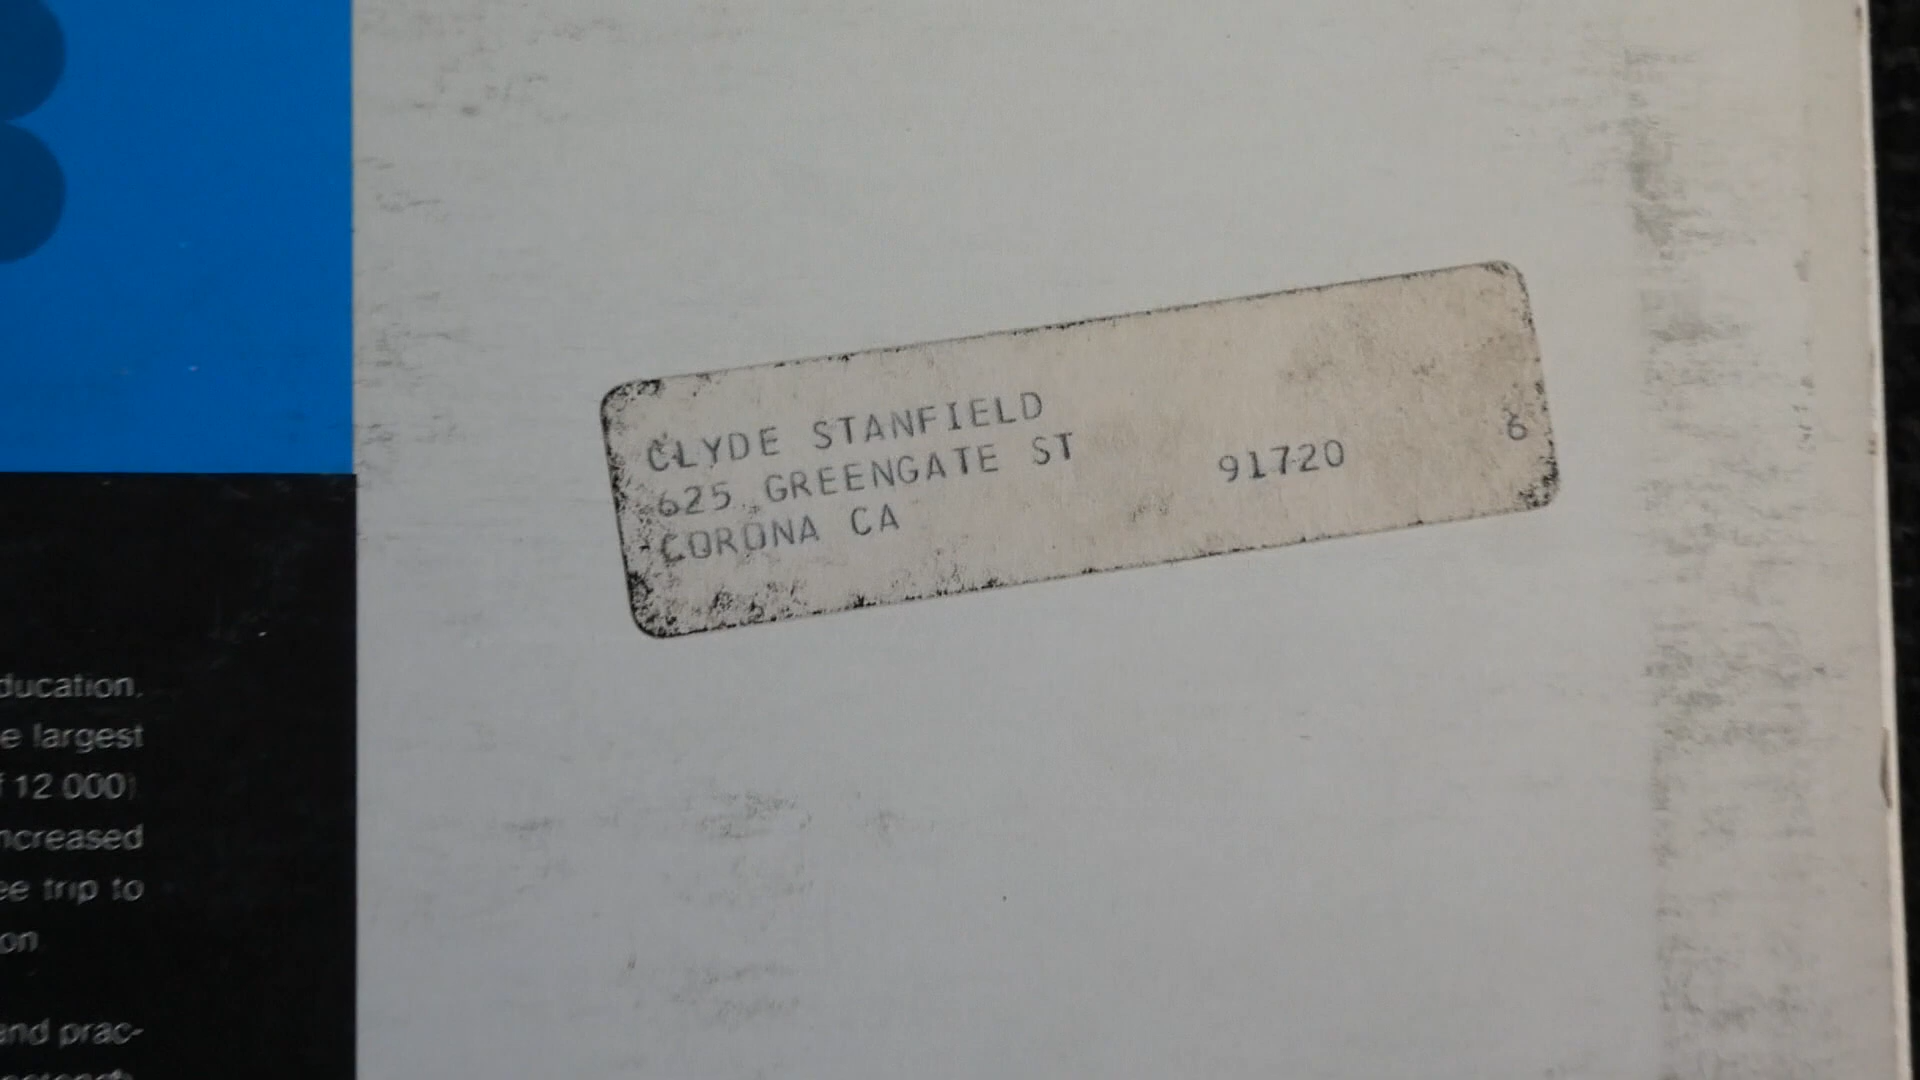 CLYDE STANFIELD
625 GREENGATE ST 91720 6
CORONA CA
ducation.
e largest
f 12 000)
ncreased
ee trip to
on
and prac-